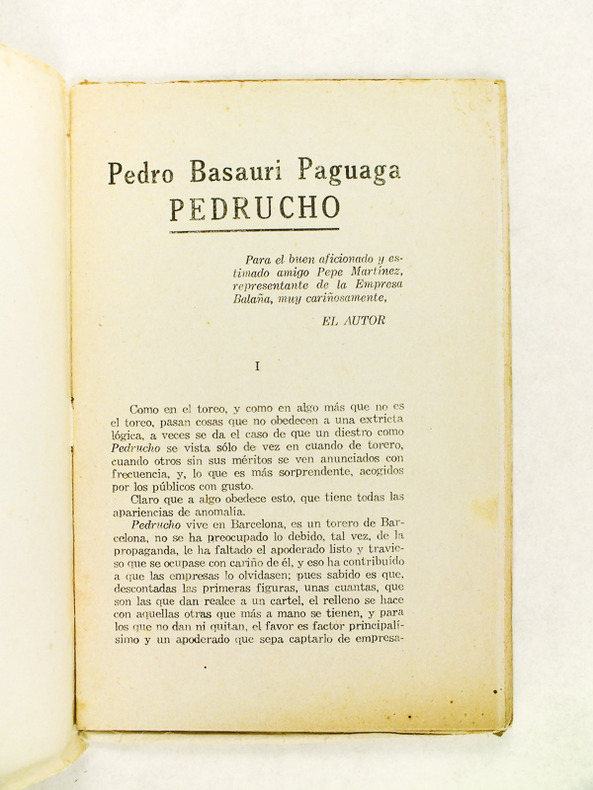 Pedro Basauri Paguaga
PEDRUCHO
Para el buen aficionado y es-
timado amigo Pepe Martínez,
representante de la Empresa
Balaña, muy cariñosamente,
EL AUTOR
I
Como en el toreo, y como en algo más que no es
el toreo, pasan cosas que no obedecen a una extricta
lógica, a veces se da el caso de que un diestro como
Pedrucho se vista sólo de vez en cuando de torero,
cuando otros sin sus méritos se ven anunciados con
frecuencia, y, lo que es más sorprendente, acogidos
por los públicos con gusto.
Claro que a algo obedece esto, que tiene todas las
apariencias de anomalía.
Pedrucho vive en Barcelona, es un torero de Bar-
celona, no se ha preocupado lo debido, tal vez, de la
propaganda, le ha faltado el apoderado listo y travie-
so que se ocupase con cariño de él, y eso ha contribuído
a que las empresas lo olvidasen; pues sabido es que,
descontadas las primeras figuras, unas cuantas, que
son las que dan realce a un cartel, el relleno se hace
con aquellas otras que más a mano se tienen, y para
los que no dan ni quitan, el favor es factor principalí-
simo y un apoderado que sepa captarlo de empresa-